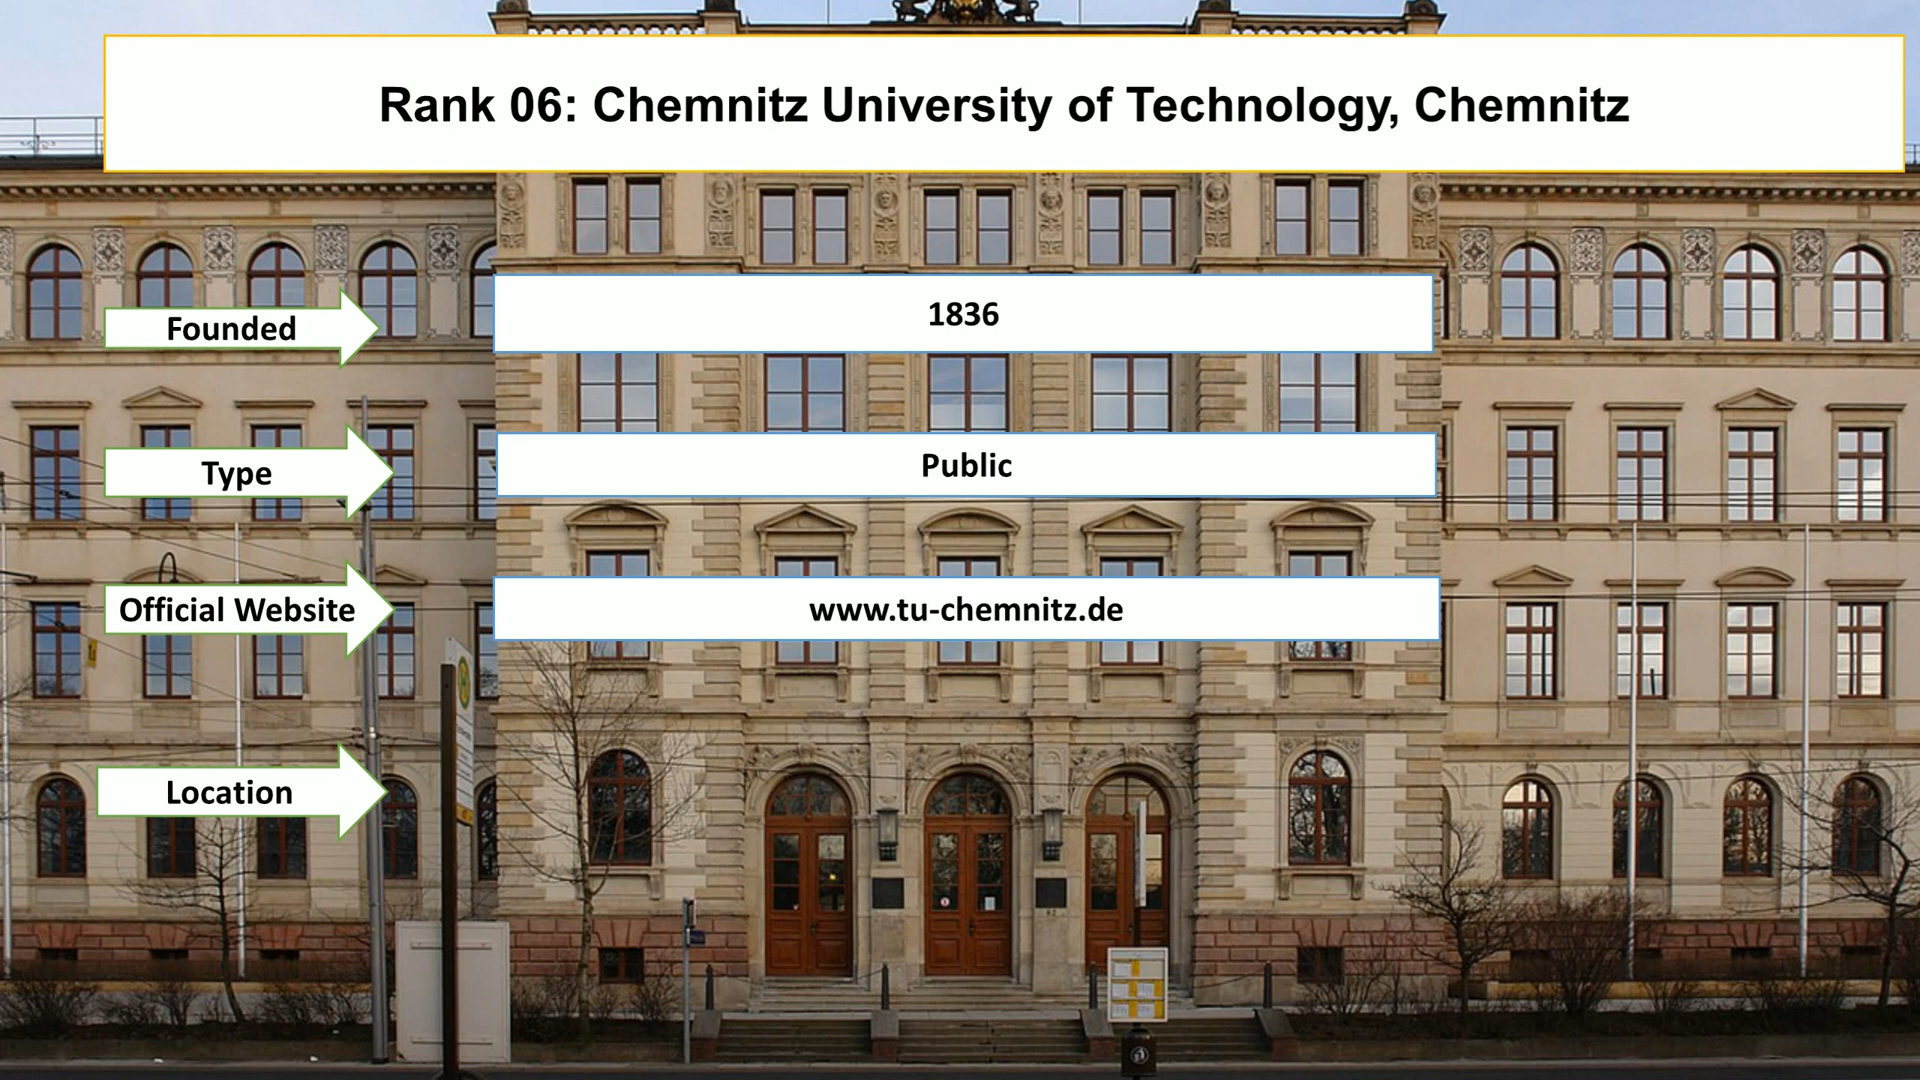 Rank 06: Chemnitz University of Technology, Chemnitz
Founded
1836
Type
Public
Official Website
www.tu-chemnitz.de
Location